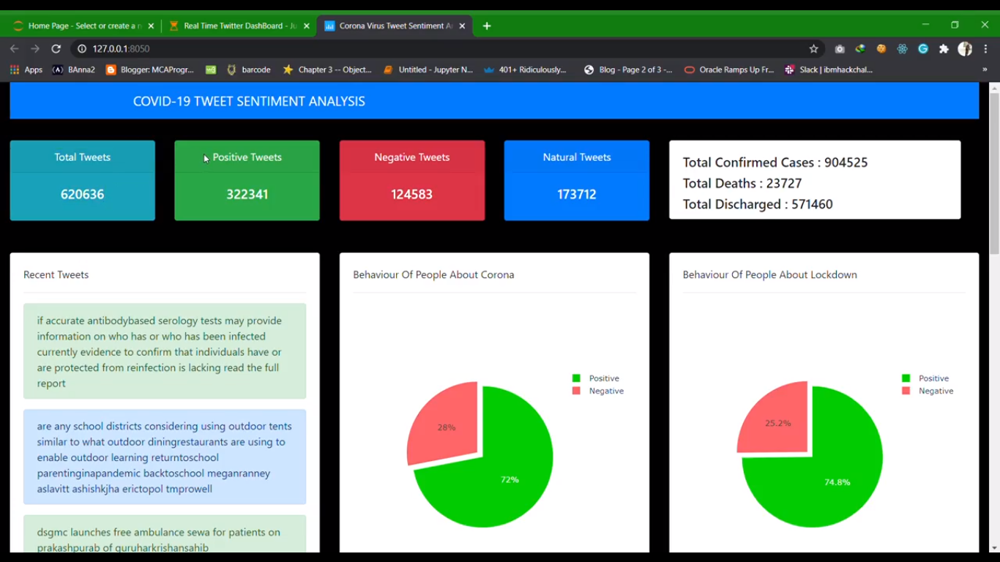 Home Page - Select or create a n
Real Time Twitter DashBoard - Ju
Corona Virus Tweet Sentiment A
127.0.0.1:8050
Apps
BAnna2
Blogger: MCAProgr...
barcode
Chapter 3 -- Object...
Untitled - Jupyter N...
401+ Ridiculously...
Blog - Page 2 of 3 -...
Oracle Ramps Up Fr...
Slack | ibmhackchal...
»
COVID-19 TWEET SENTIMENT ANALYSIS
Total Tweets
620636
Positive Tweets
322341
Negative Tweets
124583
Natural Tweets
173712
Total Confirmed Cases : 904525
Total Deaths : 23727
Total Discharged : 571460
Recent Tweets
if accurate antibodybased serology tests may provide
information on who has or who has been infected
currently evidence to confirm that individuals have or
are protected from reinfection is lacking read the full
report
are any school districts considering using outdoor tents
similar to what outdoor diningrestaurants are using to
enable outdoor learning returntoschool
parentinginapandemic backtoschool meganranney
aslavitt ashishkjha erictopol tmprowell
dsgmc launches free ambulance sewa for patients on
prakashpurab of guruharkrishansahib
Behaviour Of People About Corona
Positive
Negative
28%
72%
Behaviour Of People About Lockdown
Positive
Negative
25.2%
74.8%